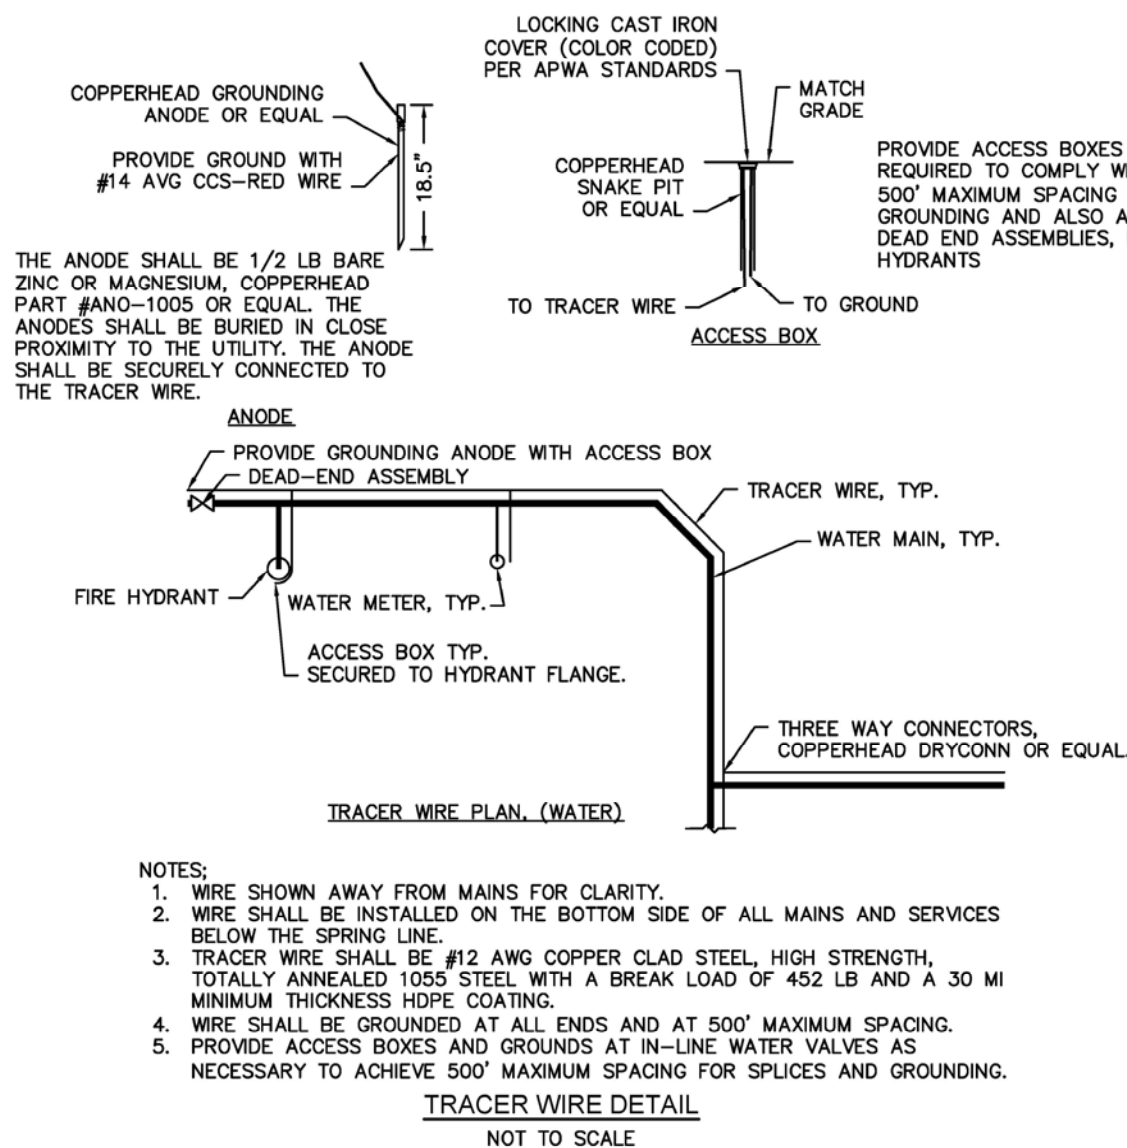 COPPERHEAD GROUNDING
ANODE OR EQUAL
PROVIDE GROUND WITH
#14 AVG CCS-RED WIRE
18.5"
THE ANODE SHALL BE 1/2 LB BARE
ZINC OR MAGNESIUM, COPPERHEAD
PART #ANO-1005 OR EQUAL. THE
ANODES SHALL BE BURIED IN CLOSE
PROXIMITY TO THE UTILITY. THE ANODE
SHALL BE SECURELY CONNECTED TO
THE TRACER WIRE.
ANODE
LOCKING CAST IRON
COVER (COLOR CODED)
PER APWA STANDARDS
MATCH
GRADE
COPPERHEAD
SNAKE PIT
OR EQUAL
TO TRACER WIRE
TO GROUND
ACCESS BOX
PROVIDE ACCESS BOXES
REQUIRED TO COMPLY
500' MAXIMUM SPACING
GROUNDING AND ALSO
DEAD END ASSEMBLIES,
HYDRANTS
PROVIDE GROUNDING ANODE WITH ACCESS BOX
DEAD-END ASSEMBLY
TRACER WIRE, TYP.
WATER MAIN, TYP.
FIRE HYDRANT
WATER METER, TYP.
ACCESS BOX TYP.
SECURED TO HYDRANT FLANGE.
THREE WAY CONNECTORS,
COPPERHEAD DRYCONN OR EQUAL.
TRACER WIRE PLAN, (WATER)
NOTES;
1. WIRE SHOWN AWAY FROM MAINS FOR CLARITY.
2. WIRE SHALL BE INSTALLED ON THE BOTTOM SIDE OF ALL MAINS AND SERVICES
BELOW THE SPRING LINE.
3. TRACER WIRE SHALL BE #12 AWG COPPER CLAD STEEL, HIGH STRENGTH,
TOTALLY ANNEALED 1055 STEEL WITH A BREAK LOAD OF 452 LB AND A 30 MI
MINIMUM THICKNESS HDPE COATING.
4. WIRE SHALL BE GROUNDED AT ALL ENDS AND AT 500' MAXIMUM SPACING.
5. PROVIDE ACCESS BOXES AND GROUNDS AT IN-LINE WATER VALVES AS
NECESSARY TO ACHIEVE 500' MAXIMUM SPACING FOR SPLICES AND GROUNDING.
TRACER WIRE DETAIL
NOT TO SCALE